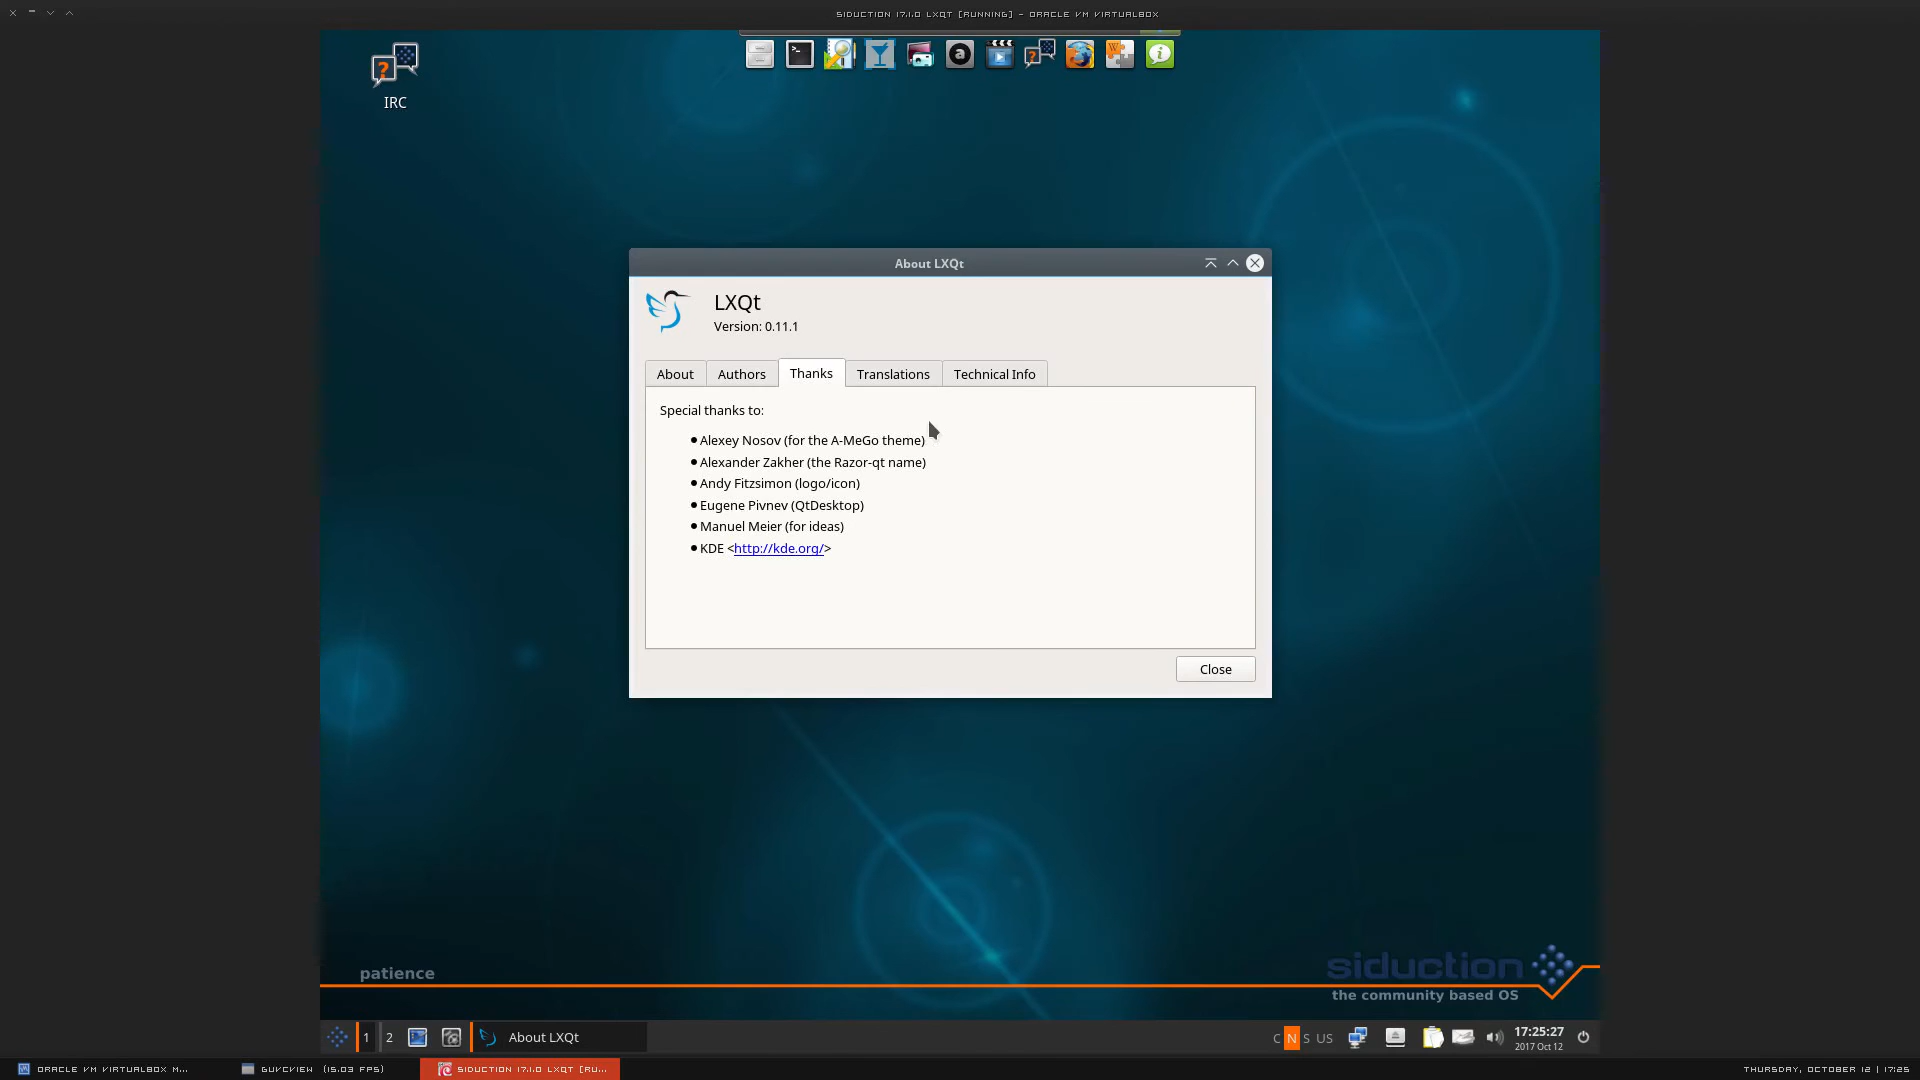 SIDUCTION 17.1.0 LXQT [RUNNING] - ORACLE VM VIRTUALBOX
IRC
About LXQt
LXQt
Version: 0.11.1
About
Authors
Thanks
Translations
Technical Info
Special thanks to:
Alexey Nosov (for the A-MeGo theme)
Alexander Zakher (the Razor-qt name)
Andy Fitzsimon (logo/icon)
Eugene Pivnev (QtDesktop)
Manuel Meier (for ideas)
KDE <http://kde.org/>
Close
patience
siduction
the community based OS
1
2
About LXQt
C N S US
17:25:27
2017 Oct 12
ORACLE VM VIRTUALBOX M...
GUVCVIEW (15.03 FPS)
SIDUCTION 17.1.0 LXQT [RU...
THURSDAY, OCTOBER 12 | 17:25